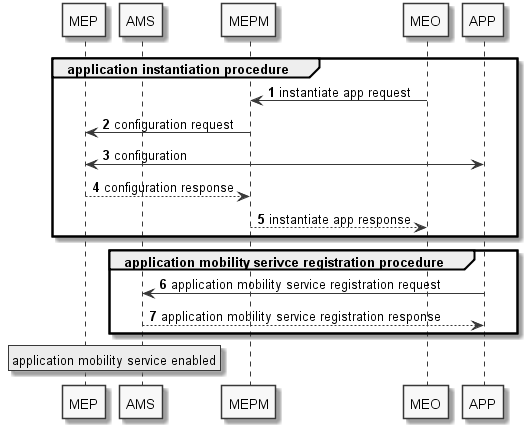 MEP AMS MEPM MEO APP
application instantiation procedure
1 instantiate app request
2 configuration request
3 configuration
4 configuration response
5 instantiate app response
application mobility serivce registration procedure
6 application mobility service registration request
7 application mobility service registration response
application mobility service enabled
MEP AMS MEPM MEO APP